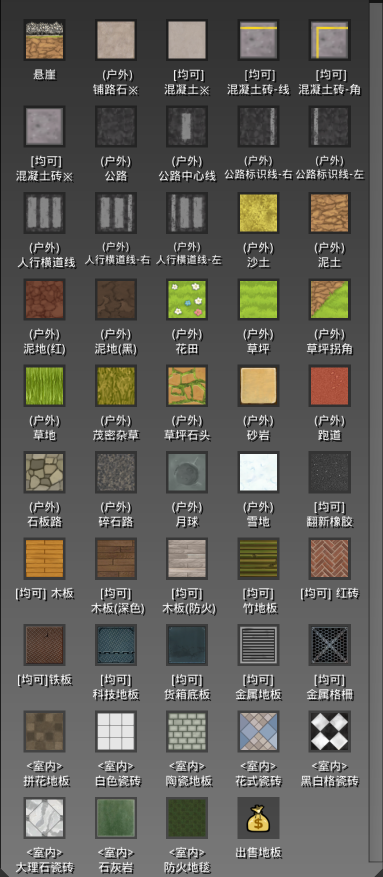 悬崖
(户外)
铺路石※
[均可]
混凝土※
[均可]
混凝土砖-线
[均可]
混凝土砖-角
[均可]
混凝土砖※
(户外)
公路
(户外)
公路中心线
(户外)
公路标识线-右
(户外)
公路标识线-左
(户外)
人行横道线
(户外)
人行横道线-右
(户外)
人行横道线-左
(户外)
沙土
(户外)
泥土
(户外)
泥地(红)
(户外)
泥地(黑)
(户外)
花田
(户外)
草坪
(户外)
草坪拐角
(户外)
草地
(户外)
茂密杂草
(户外)
草坪石头
(户外)
砂岩
(户外)
跑道
(户外)
石板路
(户外)
碎石路
(户外)
月球
(户外)
雪地
[均可]
翻新橡胶
[均可] 木板
[均可]
木板(深色)
[均可]
木板(防火)
[均可]
竹地板
[均可] 红砖
[均可]铁板
[均可]
科技地板
[均可]
货箱底板
[均可]
金属地板
[均可]
金属格栅
<室内>
拼花地板
<室内>
白色瓷砖
<室内>
陶瓷地板
<室内>
花式瓷砖
<室内>
黑白格瓷砖
<室内>
大理石瓷砖
<室内>
石灰岩
<室内>
防火地毯
出售地板